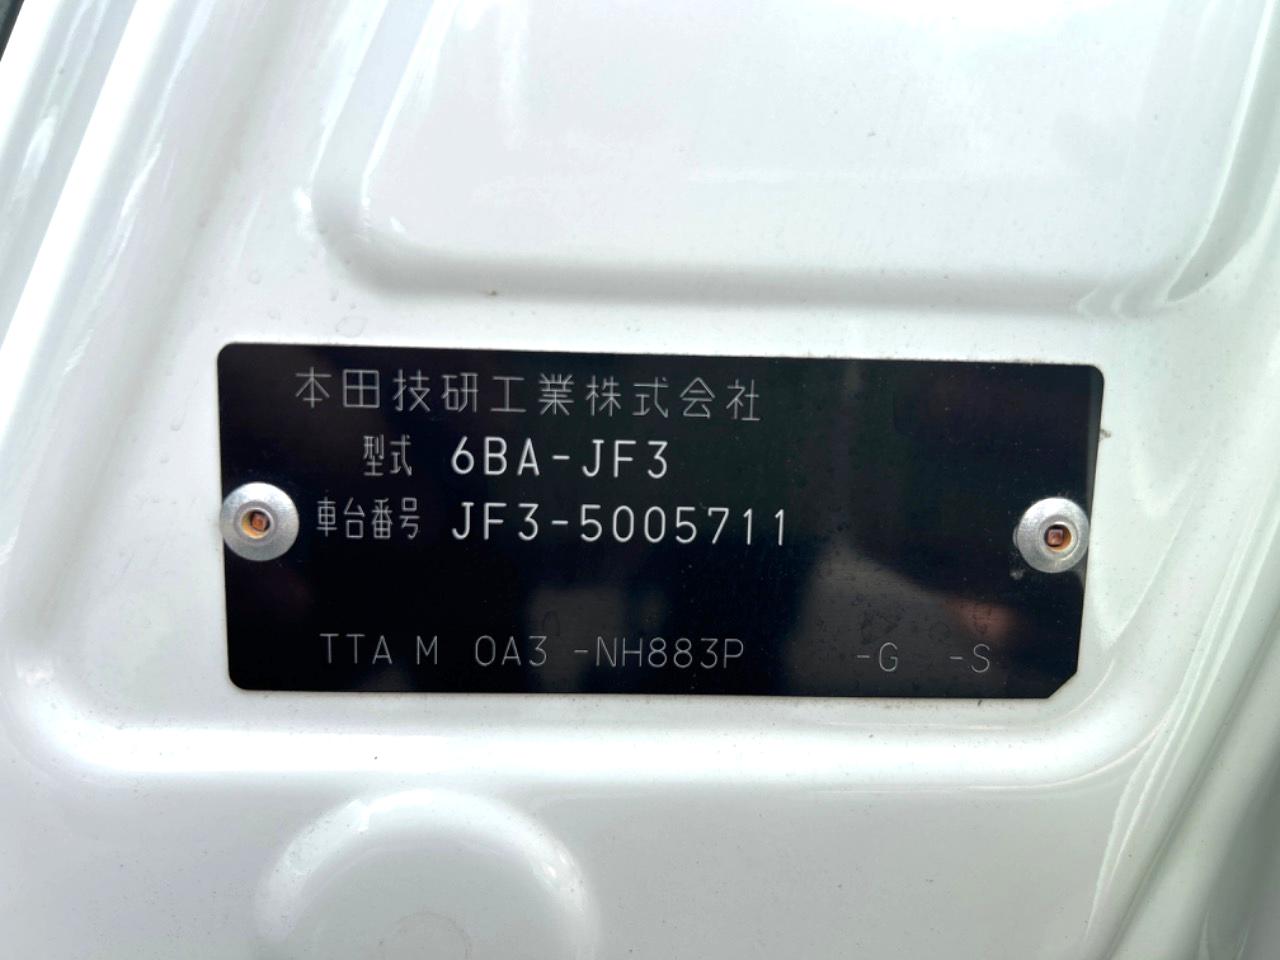 本田技研工業株式会社
型式 6BA-JF3
車台番号 JF3-5005711
TTA M 0A3 -NH883P -G -S